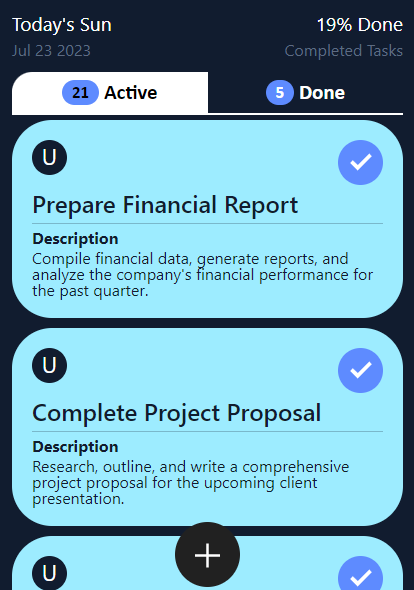 Today's Sun
19% Done
Jul 23 2023
Completed Tasks
21 Active
5 Done
U
Prepare Financial Report
Description
Compile financial data, generate reports, and
analyze the company's financial performance for
the past quarter.
U
Complete Project Proposal
Description
Research, outline, and write a comprehensive
project proposal for the upcoming client
presentation.
U